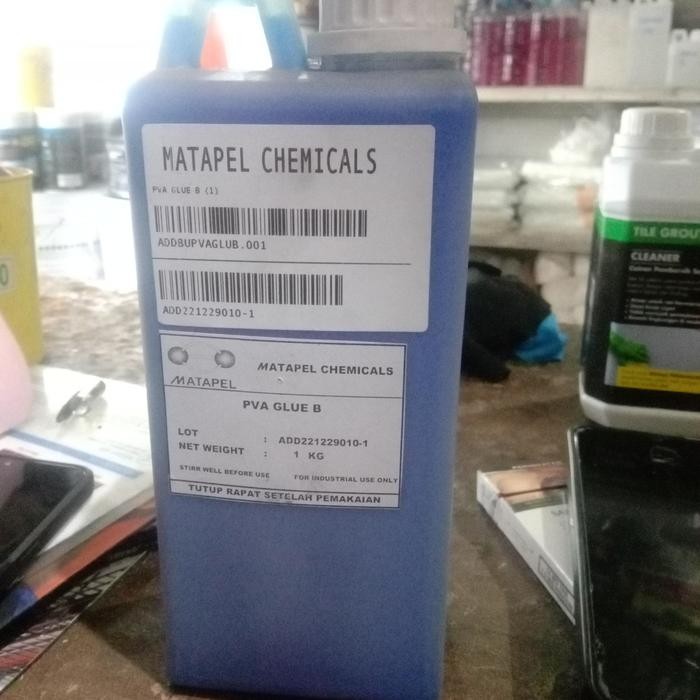 MATAPEL CHEMICALS
PVA GLUE B (1)
ADDBUPVAGLUB.001
ADD221229010-1
MATAPEL
MATAPEL CHEMICALS
PVA GLUE B
LOT : ADD221229010-1
NET WEIGHT : 1 KG
STIRR WELL BEFORE USE FOR INDUSTRIAL USE ONLY
TUTUP RAPAT SETELAH PEMAKAIAN
TILE GROU
CLEANER